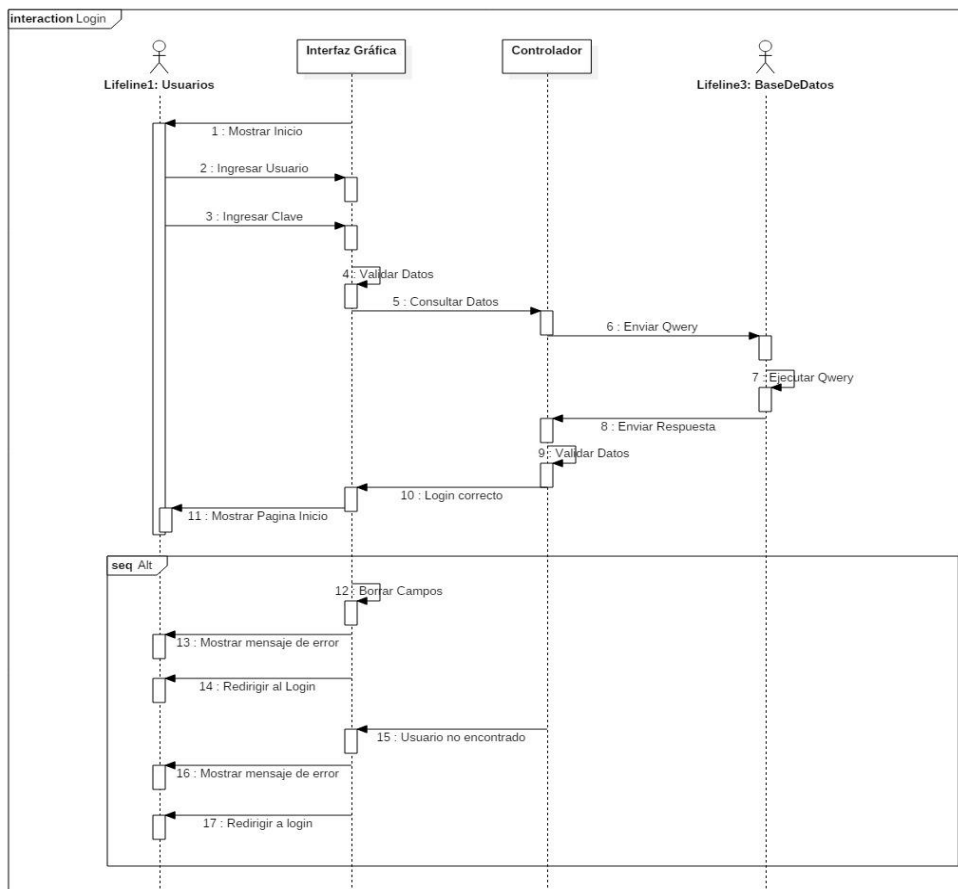 interaction Login
Interfaz Gráfica
Controlador
Lifeline1: Usuarios
Lifeline3: BaseDeDatos
1 : Mostrar Inicio
2 : Ingresar Usuario
3 : Ingresar Clave
4 : Validar Datos
5 : Consultar Datos
6 : Enviar Qwery
7 : Ejecutar Qwery
8 : Enviar Respuesta
9 : Validar Datos
10 : Login correcto
11 : Mostrar Pagina Inicio
seq Alt
12 : Borrar Campos
13 : Mostrar mensaje de error
14 : Redirigir al Login
15 : Usuario no encontrado
16 : Mostrar mensaje de error
17 : Redirigir a login